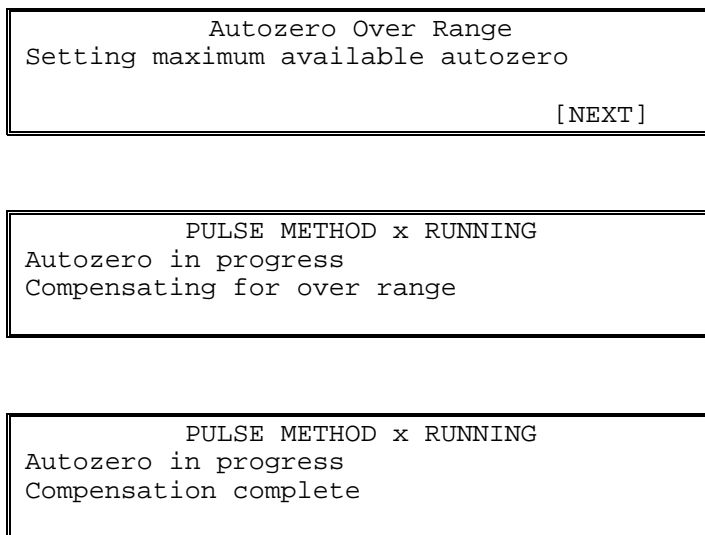 Autozero Over Range
Setting maximum available autozero
[NEXT]
PULSE METHOD x RUNNING
Autozero in progress
Compensating for over range
PULSE METHOD x RUNNING
Autozero in progress
Compensation complete